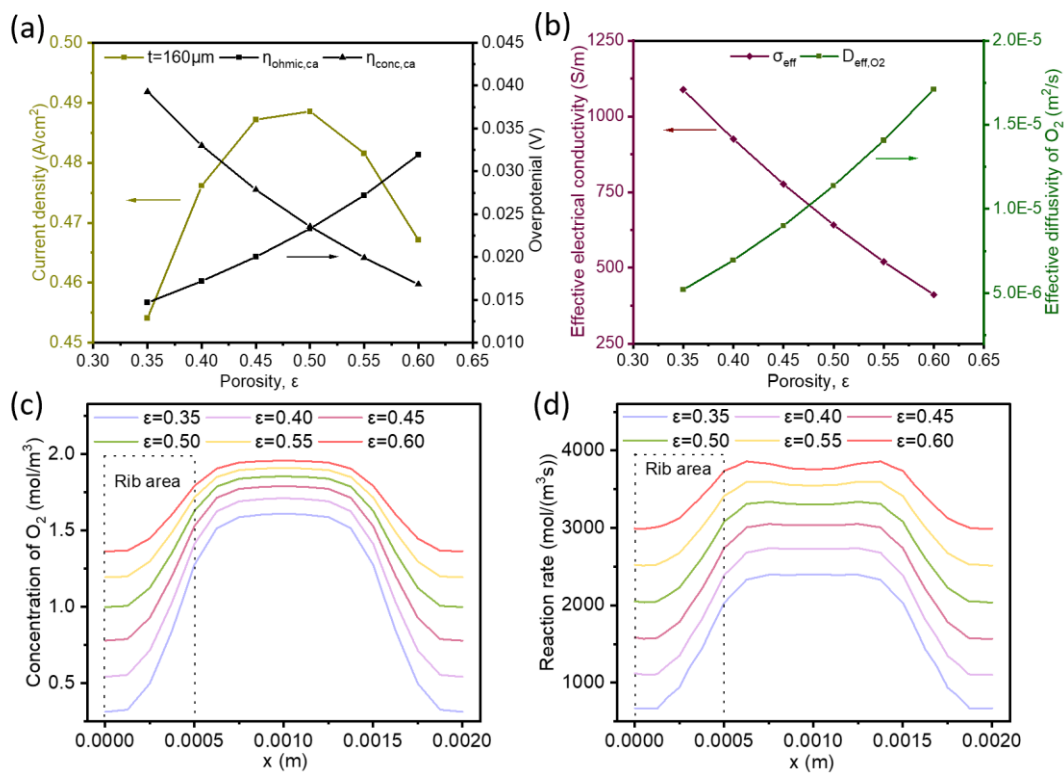 (a)
t=160μm
η_ohmic,ca
η_conc,ca
0.50
0.49
0.48
0.47
0.46
0.45
Current density (A/cm²)
0.045
0.040
0.035
0.030
0.025
0.020
0.015
0.010
Overpotenial (V)
0.30 0.35 0.40 0.45 0.50 0.55 0.60 0.65
Porosity, ε
(b)
σ_eff
D_eff,O2
1250
1000
750
500
250
Effective electrical conductivity (S/m)
2.0E-5
1.5E-5
1.0E-5
5.0E-6
Effective diffusivity of O₂ (m²/s)
0.30 0.35 0.40 0.45 0.50 0.55 0.60 0.65
Porosity, ε
(c)
ε=0.35 ε=0.40 ε=0.45
ε=0.50 ε=0.55 ε=0.60
Rib area
2.0
1.5
1.0
0.5
Concentration of O₂ (mol/m³)
0.0000 0.0005 0.0010 0.0015 0.0020
x (m)
(d)
ε=0.35 ε=0.40 ε=0.45
ε=0.50 ε=0.55 ε=0.60
Rib area
4000
3000
2000
1000
Reaction rate (mol/(m³s))
0.0000 0.0005 0.0010 0.0015 0.0020
x (m)